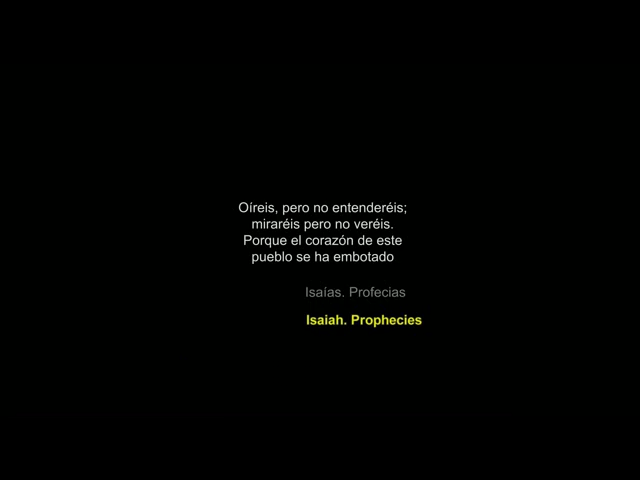 Oíreis, pero no entenderéis;
miraréis pero no veréis.
Porque el corazón de este
pueblo se ha embotado
Isaías. Profecias
Isaiah. Prophecies